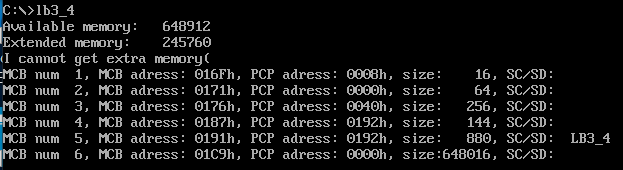 C:\>lb3_4
Available memory:   648912
Extended memory:    245760
I cannot get extra memory(
MCB num  1, MCB adress: 016Fh, PCP adress: 0008h, size:    16, SC/SD:
MCB num  2, MCB adress: 0171h, PCP adress: 0000h, size:    64, SC/SD:
MCB num  3, MCB adress: 0176h, PCP adress: 0040h, size:   256, SC/SD:
MCB num  4, MCB adress: 0187h, PCP adress: 0192h, size:   144, SC/SD:
MCB num  5, MCB adress: 0191h, PCP adress: 0192h, size:   880, SC/SD:  LB3_4
MCB num  6, MCB adress: 01C9h, PCP adress: 0000h, size:648016, SC/SD: